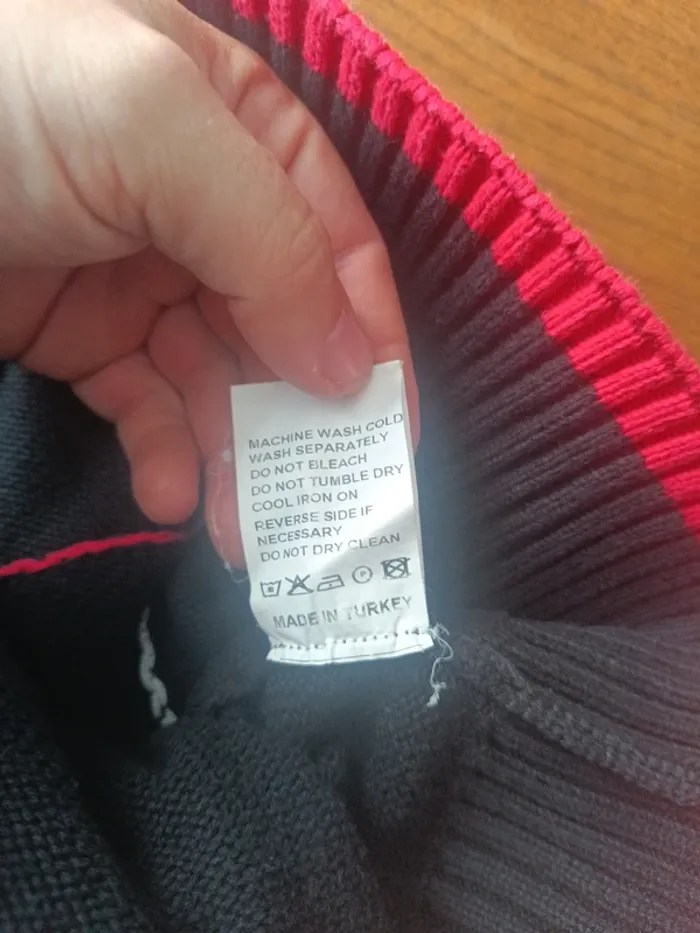 MACHINE WASH COLD
WASH SEPARATELY
DO NOT BLEACH
DO NOT TUMBLE DRY
COOL IRON ON
REVERSE SIDE IF
NECESSARY
DO NOT DRY CLEAN
P
MADE IN TURKEY